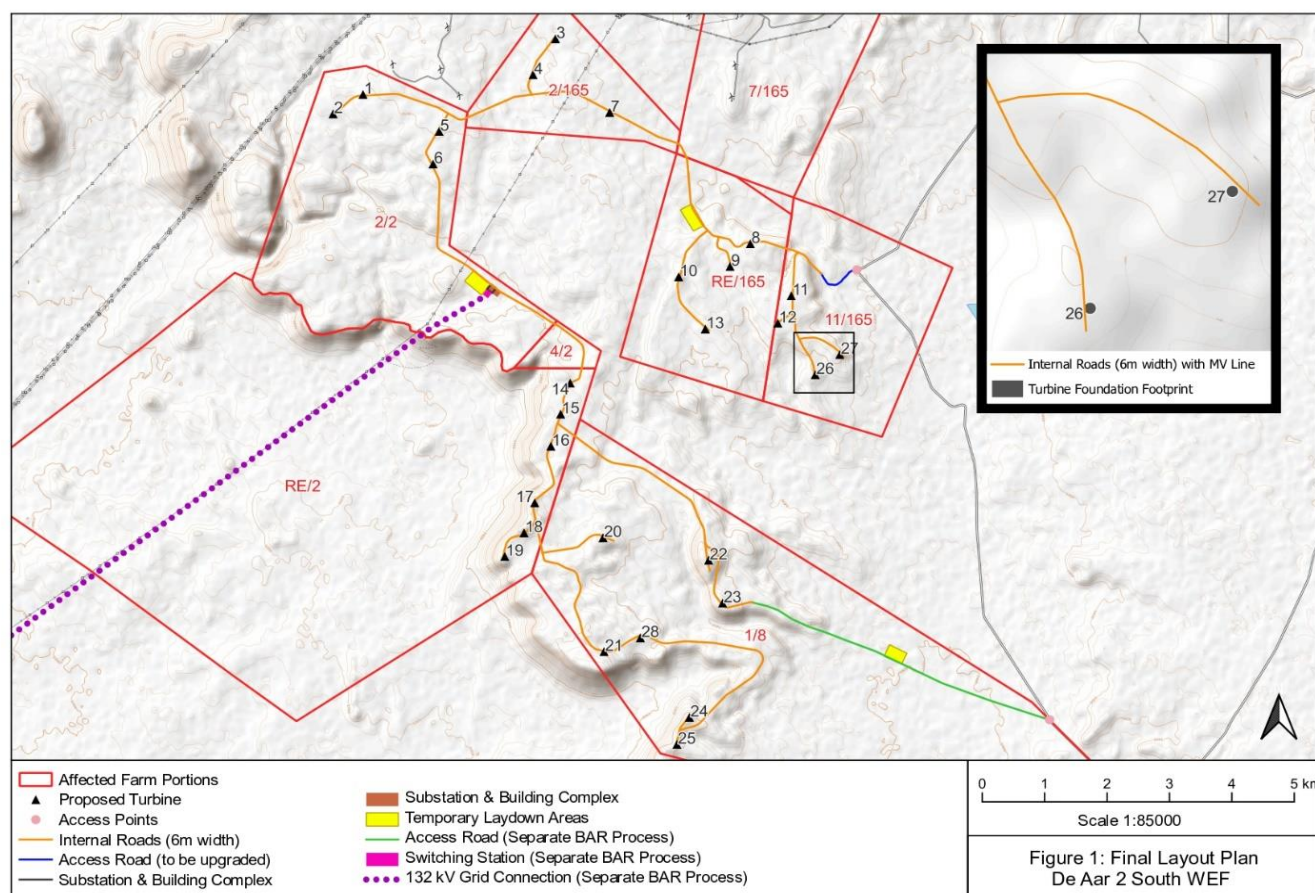 3
4
2/165
7/165
1
2
7
5
6
2/2
8
9
10
RE/165
11
12
11/165
13
27
26
4/2
14
15
16
RE/2
17
18
19
20
22
23
21
28
1/8
24
25
27
26
Internal Roads (6m width) with MV Line
Turbine Foundation Footprint
Affected Farm Portions
Proposed Turbine
Access Points
Internal Roads (6m width)
Access Road (to be upgraded)
Substation & Building Complex
Substation & Building Complex
Temporary Laydown Areas
Access Road (Separate BAR Process)
Switching Station (Separate BAR Process)
132 kV Grid Connection (Separate BAR Process)
0 1 2 3 4 5 km
Scale 1:85000
Figure 1: Final Layout Plan
De Aar 2 South WEF